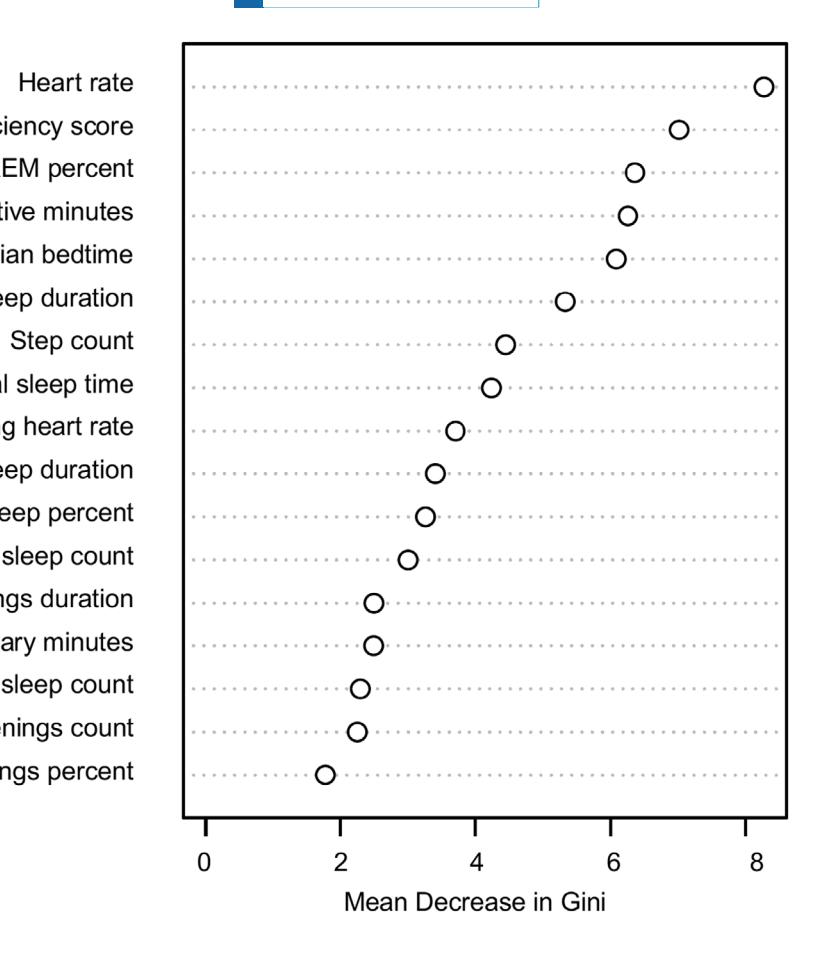 Heart rate
ciency score
EM percent
tive minutes
ian bedtime
eep duration
Step count
l sleep time
g heart rate
eep duration
eep percent
sleep count
ngs duration
ary minutes
sleep count
nings count
ngs percent
0 2 4 6 8
Mean Decrease in Gini